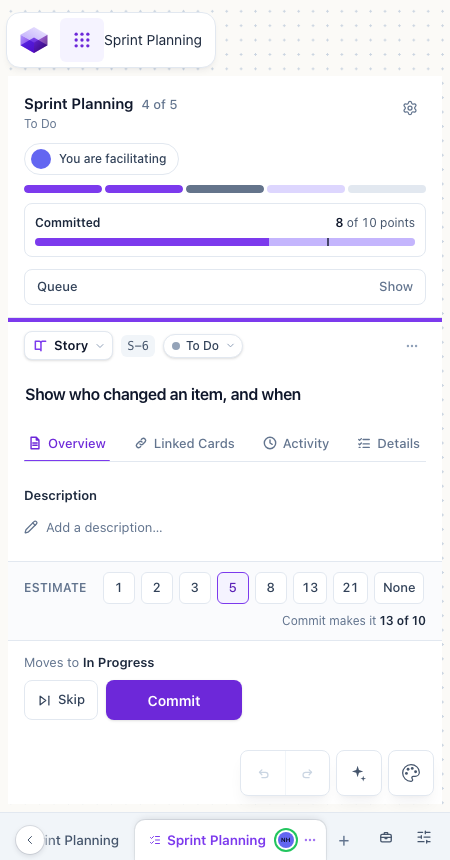 Sprint Planning
Sprint Planning 4 of 5
To Do
You are facilitating
Committed 8 of 10 points
Queue Show
Story S-6 To Do
Show who changed an item, and when
Overview Linked Cards Activity Details
Description
Add a description...
ESTIMATE 1 2 3 5 8 13 21 None
Commit makes it 13 of 10
Moves to In Progress
Skip Commit
int Planning Sprint Planning NH